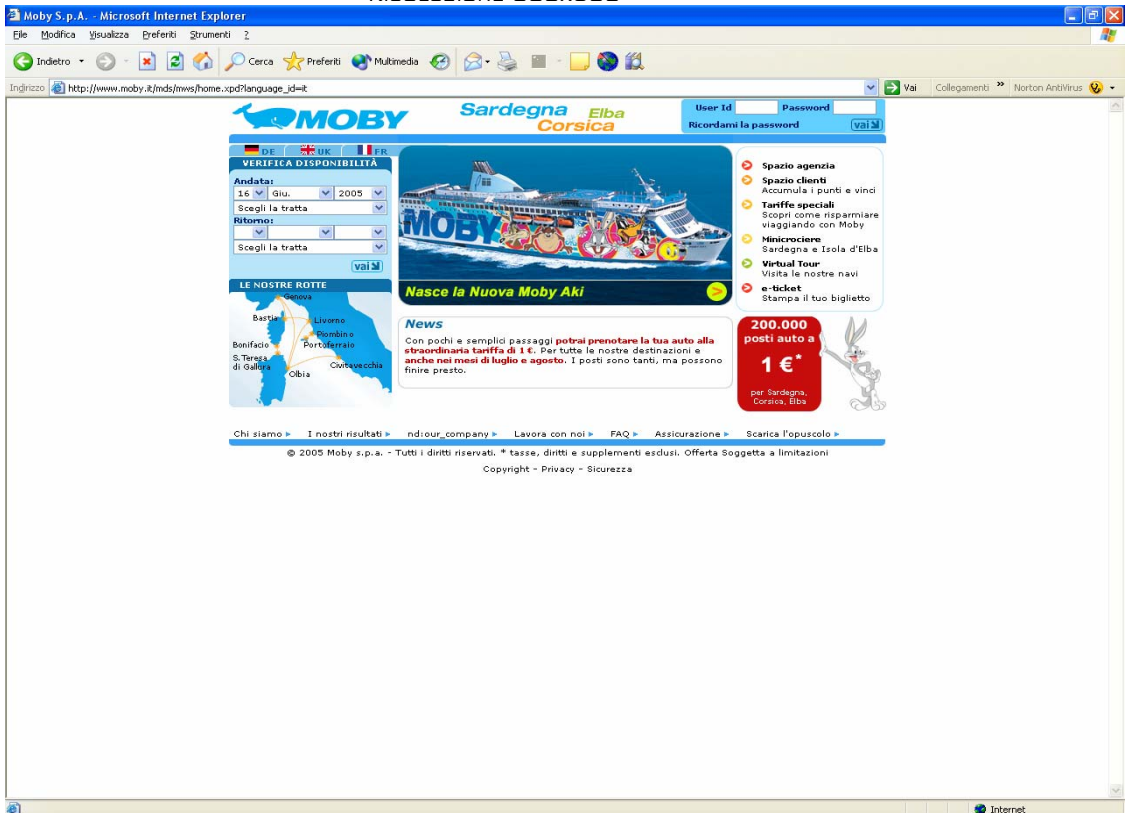 Moby S.p.A. - Microsoft Internet Explorer
File Modifica Visualizza Preferiti Strumenti ?
Indietro Cerca Preferiti Multimedia
Indirizzo http://www.moby.it/mds/mws/home.xpd?language_id=it Vai Collegamenti » Norton AntiVirus
MOBY
Sardegna Elba
Corsica
User Id Password
Ricordami la password vai
DE UK FR
VERIFICA DISPONIBILITÀ
Andata:
16 Giu. 2005
Scegli la tratta
Ritorno:
Scegli la tratta
vai
LE NOSTRE ROTTE
Genova
Bastia
Livorno
Piombino
Bonifacio
Portoferraio
S. Teresa
di Gallura
Civitavecchia
Olbia
MOBY
Nasce la Nuova Moby Aki
News
Con pochi e semplici passaggi potrai prenotare la tua auto alla
straordinaria tariffa di 1 €. Per tutte le nostre destinazioni e
anche nei mesi di luglio e agosto. I posti sono tanti, ma possono
finire presto.
Spazio agenzia
Spazio clienti
Accumula i punti e vinci
Tariffe speciali
Scopri come risparmiare
viaggiando con Moby
Minicrociere
Sardegna e Isola d'Elba
Virtual Tour
Visita le nostre navi
e-ticket
Stampa il tuo biglietto
200.000
posti auto a
1 €*
per Sardegna,
Corsica, Elba
Chi siamo I nostri risultati nd:our_company Lavora con noi FAQ Assicurazione Scarica l'opuscolo
© 2005 Moby s.p.a. - Tutti i diritti riservati. * tasse, diritti e supplementi esclusi. Offerta Soggetta a limitazioni
Copyright - Privacy - Sicurezza
Internet